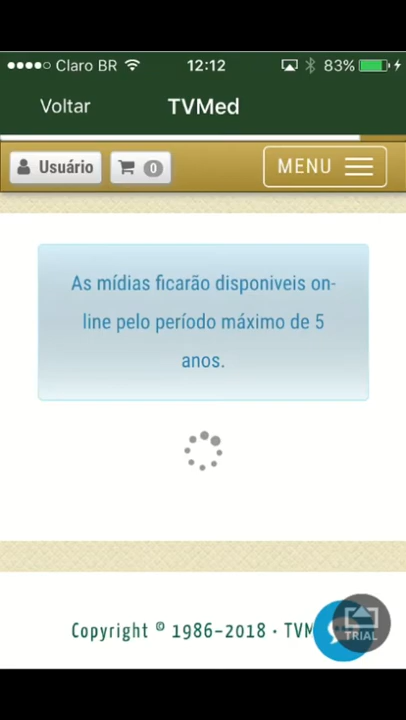 Claro BR 12:12 83%
Voltar TVMed
Usuário 0 MENU
As mídias ficarão disponiveis on-
line pelo período máximo de 5
anos.
Copyright © 1986-2018 · TVM
TRIAL